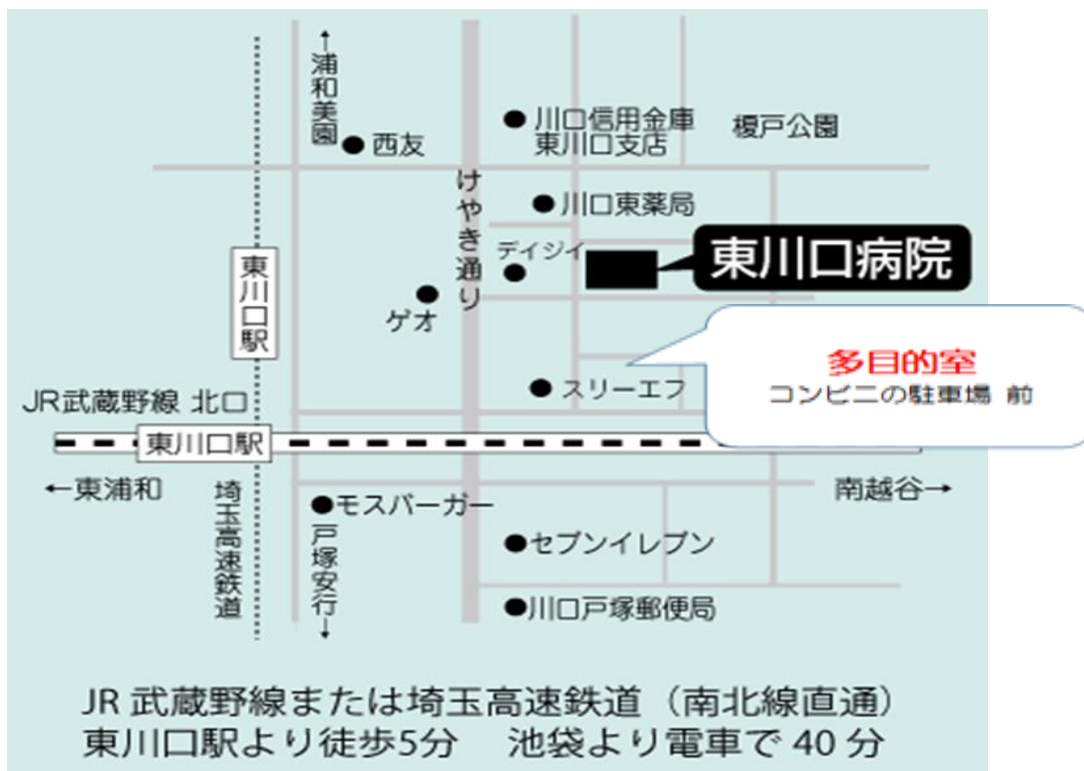 ←浦和美園
西友
川口信用金庫
東川口支店
榎戸公園
けやき通り
川口東薬局
デイジイ
東川口病院
東川口駅
ゲオ
多目的室
コンビニの駐車場 前
スリーエフ
JR武蔵野線 北口
東川口駅
←東浦和
南越谷→
埼玉高速鉄道
モスバーガー
戸塚安行→
セブンイレブン
川口戸塚郵便局
JR 武蔵野線または埼玉高速鉄道（南北線直通）
東川口駅より徒歩5分　池袋より電車で 40 分